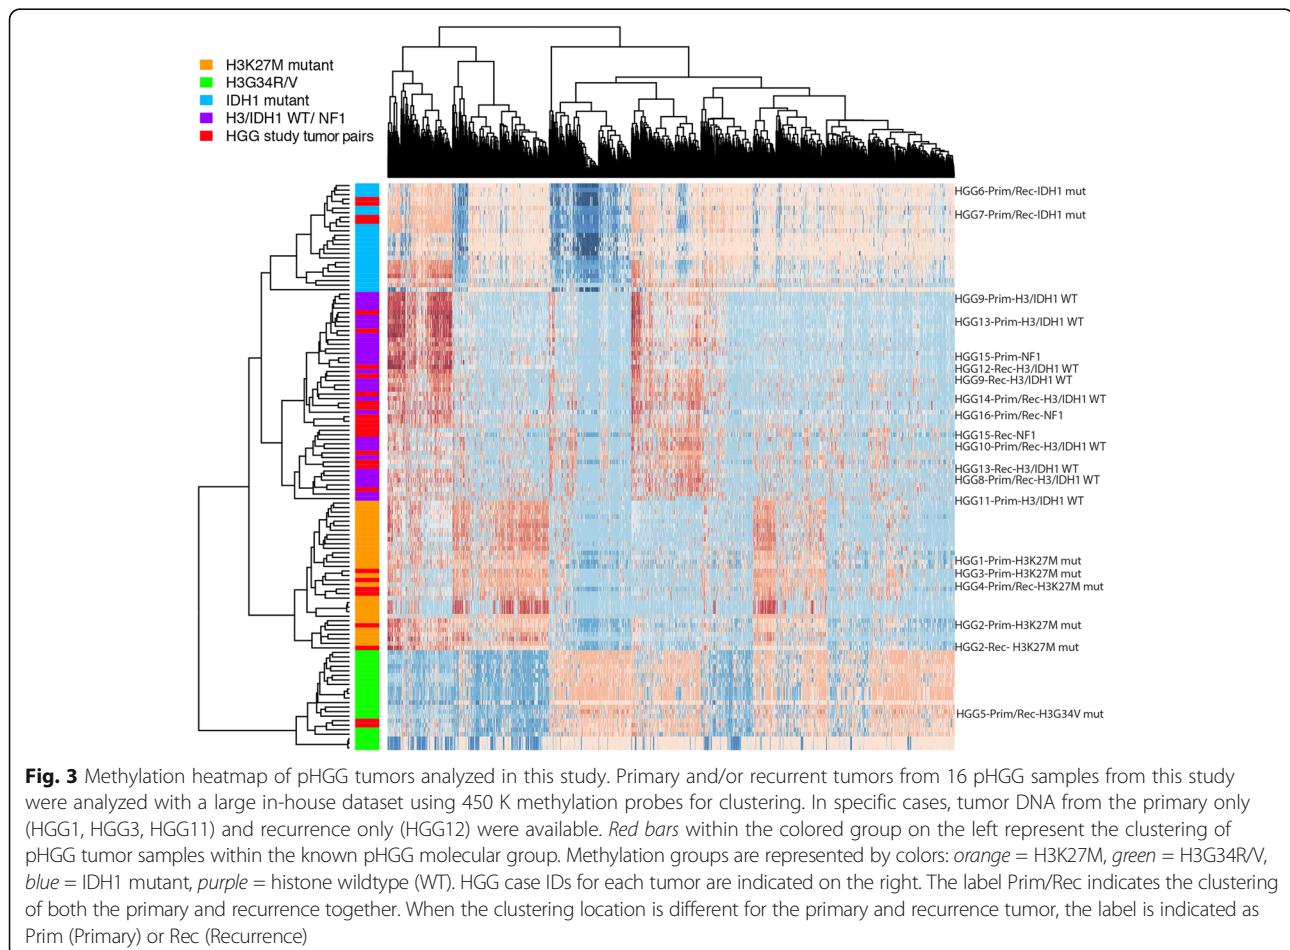 H3K27M mutant
H3G34R/V
IDH1 mutant
H3/IDH1 WT/ NF1
HGG study tumor pairs
HGG6-Prim/Rec-IDH1 mut
HGG7-Prim/Rec-IDH1 mut
HGG9-Prim-H3/IDH1 WT
HGG13-Prim-H3/IDH1 WT
HGG15-Prim-NF1
HGG12-Rec-H3/IDH1 WT
HGG9-Rec-H3/IDH1 WT
HGG14-Prim/Rec-H3/IDH1 WT
HGG16-Prim/Rec-NF1
HGG15-Rec-NF1
HGG10-Prim/Rec-H3/IDH1 WT
HGG13-Rec-H3/IDH1 WT
HGG8-Prim/Rec-H3/IDH1 WT
HGG11-Prim-H3/IDH1 WT
HGG1-Prim-H3K27M mut
HGG3-Prim-H3K27M mut
HGG4-Prim/Rec-H3K27M mut
HGG2-Prim-H3K27M mut
HGG2-Rec- H3K27M mut
HGG5-Prim/Rec-H3G34V mut
Fig. 3 Methylation heatmap of pHGG tumors analyzed in this study. Primary and/or recurrent tumors from 16 pHGG samples from this study
were analyzed with a large in-house dataset using 450 K methylation probes for clustering. In specific cases, tumor DNA from the primary only
(HGG1, HGG3, HGG11) and recurrence only (HGG12) were available. Red bars within the colored group on the left represent the clustering of
pHGG tumor samples within the known pHGG molecular group. Methylation groups are represented by colors: orange = H3K27M, green = H3G34R/V,
blue = IDH1 mutant, purple = histone wildtype (WT). HGG case IDs for each tumor are indicated on the right. The label Prim/Rec indicates the clustering
of both the primary and recurrence together. When the clustering location is different for the primary and recurrence tumor, the label is indicated as
Prim (Primary) or Rec (Recurrence)